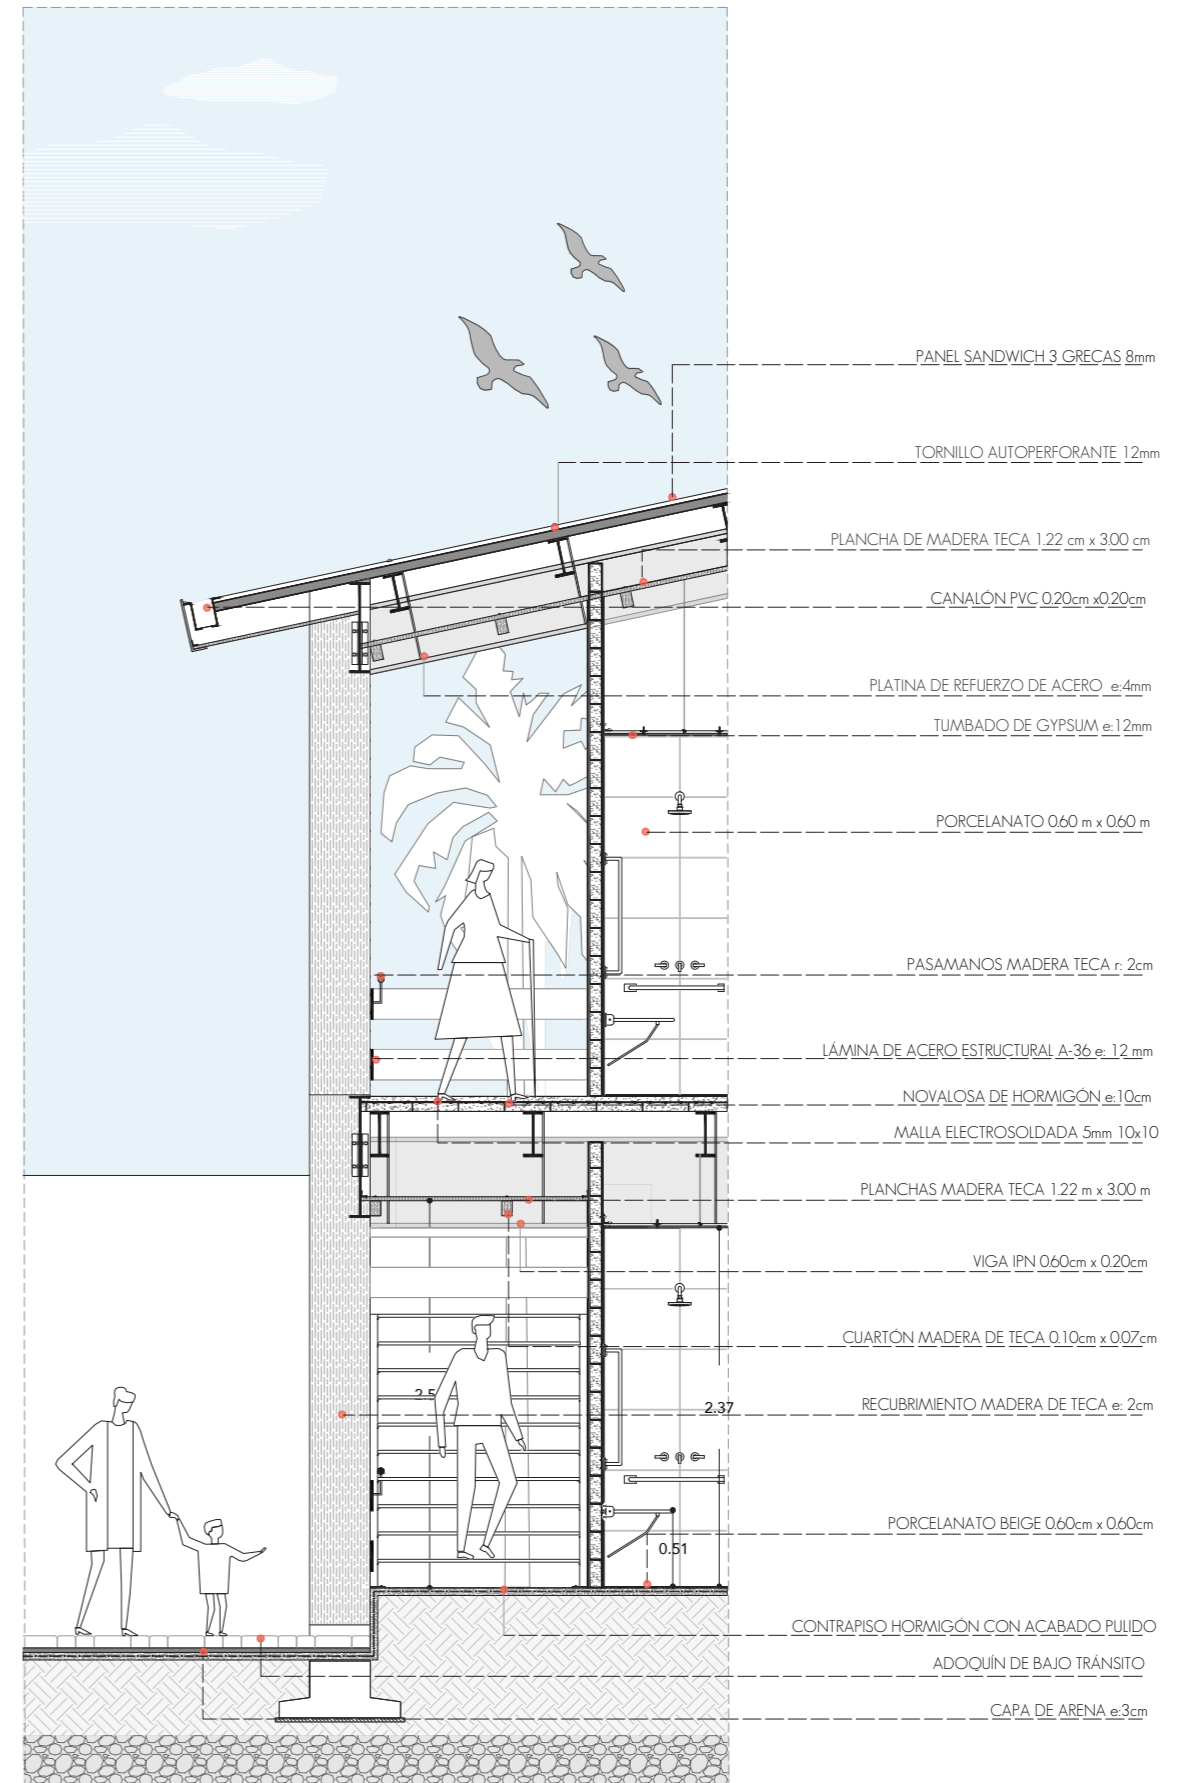 PANEL SANDWICH 3 GRECAS 8mm
TORNILLO AUTOPERFORANTE 12mm
PLANCHA DE MADERA TECA 1.22 cm x 3.00 cm
CANALÓN PVC 0.20cm x0.20cm
PLATINA DE REFUERZO DE ACERO e:4mm
TUMBADO DE GYPSUM e:12mm
PORCELANATO 0.60 m x 0.60 m
PASAMANOS MADERA TECA r: 2cm
LÁMINA DE ACERO ESTRUCTURAL A-36 e: 12 mm
NOVALOSA DE HORMIGÓN e:10cm
MALLA ELECTROSOLDADA 5mm 10x10
PLANCHAS MADERA TECA 1.22 m x 3.00 m
VIGA IPN 0.60cm x 0.20cm
CUARTÓN MADERA DE TECA 0.10cm x 0.07cm
2.5
2.37
RECUBRIMIENTO MADERA DE TECA e: 2cm
PORCELANATO BEIGE 0.60cm x 0.60cm
0.51
CONTRAPISO HORMIGÓN CON ACABADO PULIDO
ADOQUÍN DE BAJO TRÁNSITO
CAPA DE ARENA e:3cm